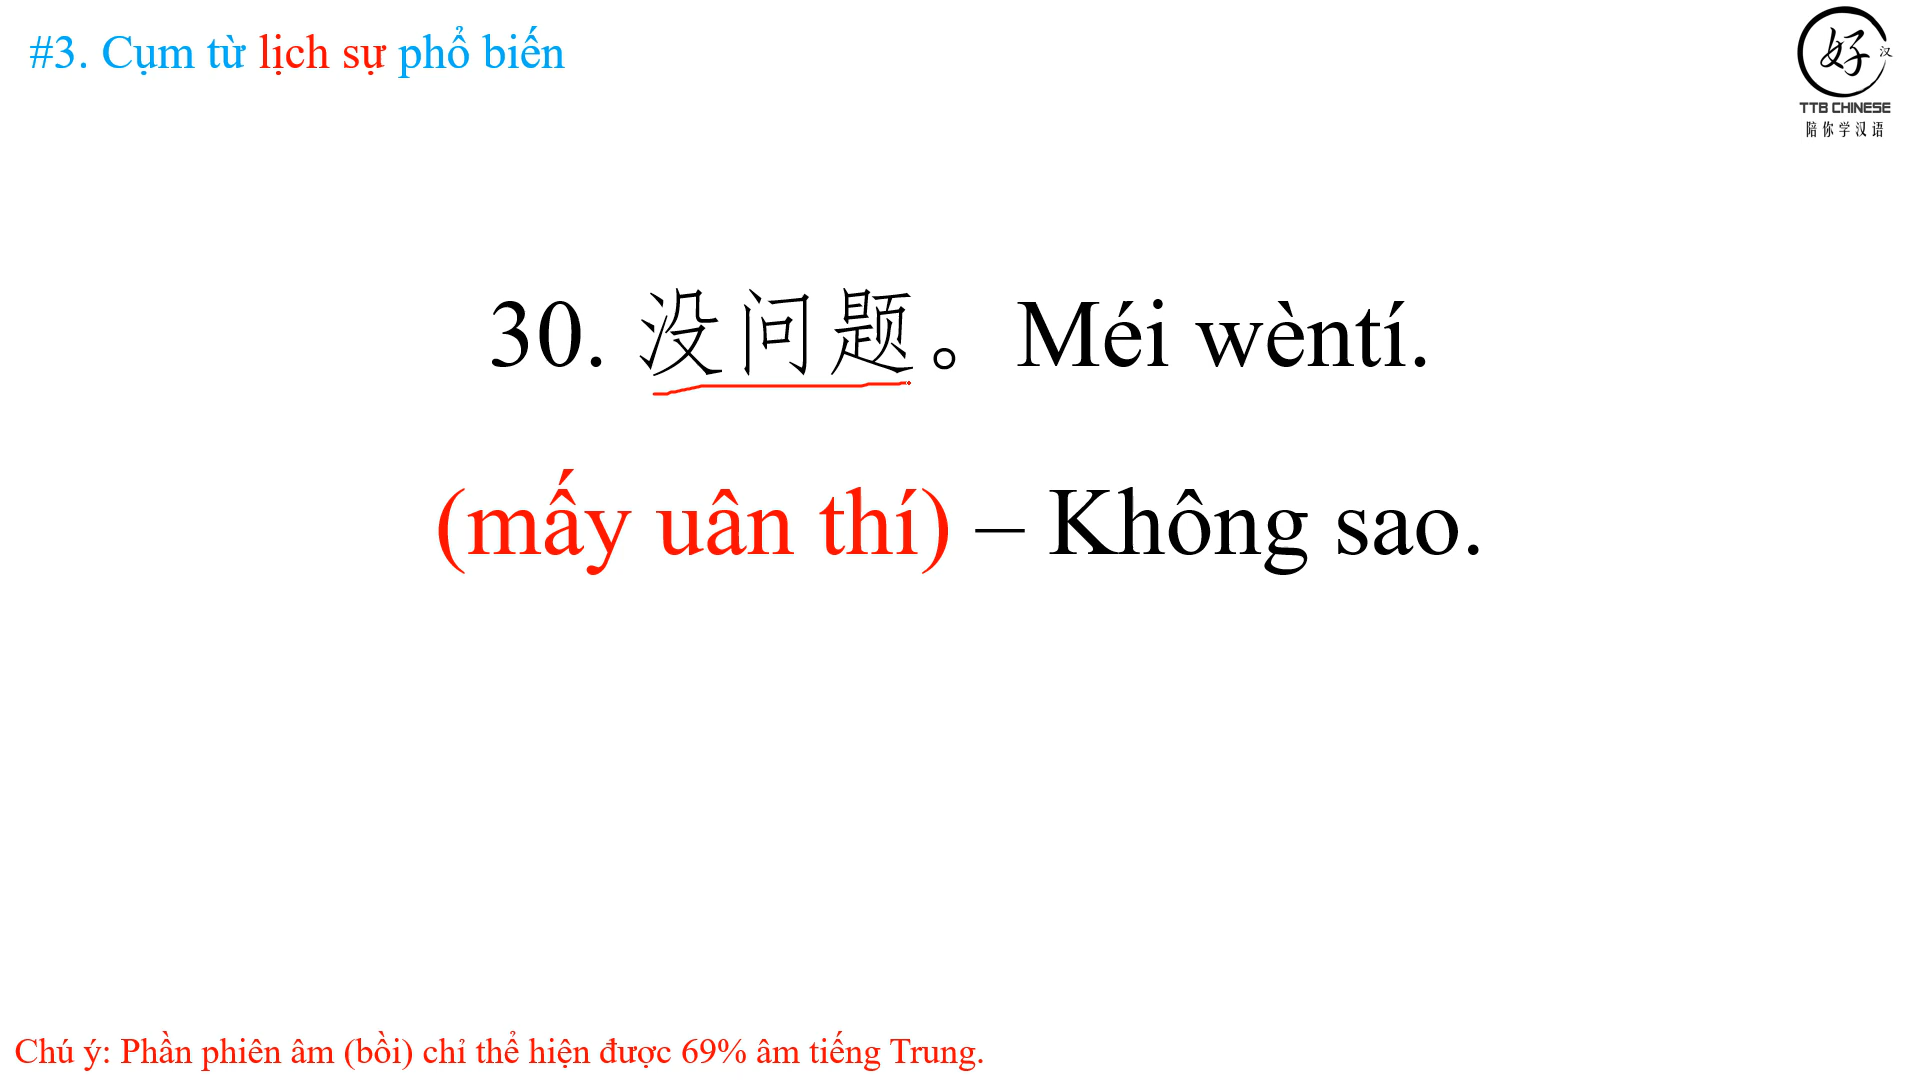 #3. Cụm từ lịch sự phổ biến
好 汉
TTB CHINESE
陪你学汉语
30. 没问题。Méi wèntí.
(mấy uân thí) – Không sao.
Chú ý: Phần phiên âm (bồi) chỉ thể hiện được 69% âm tiếng Trung.